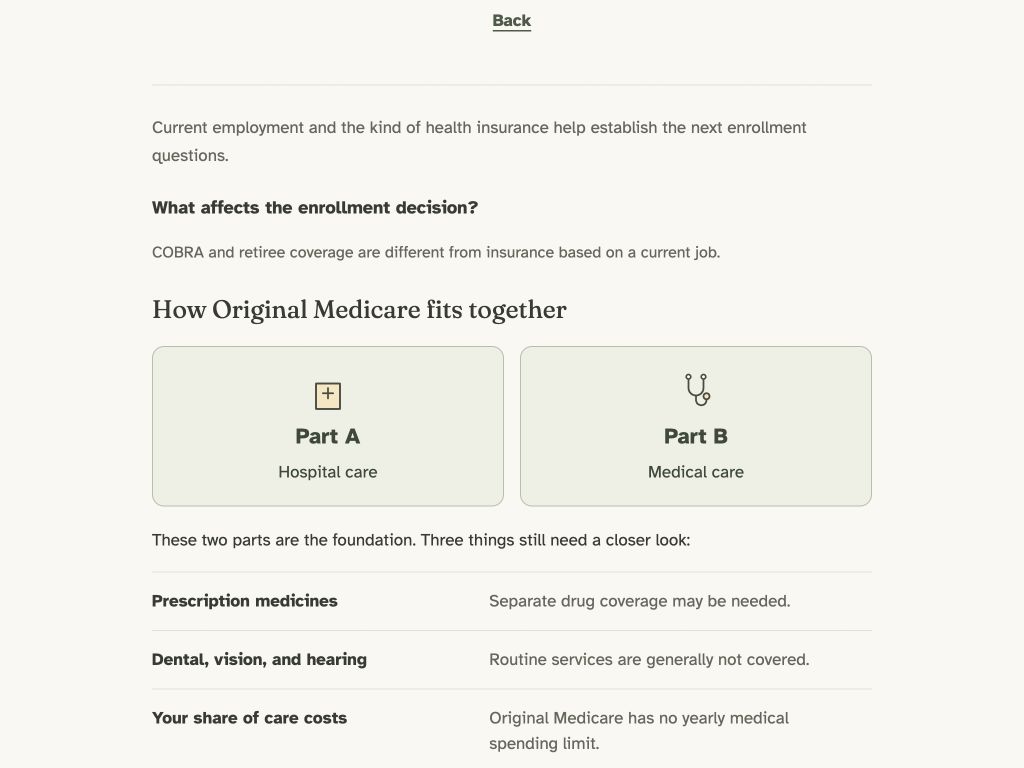 Back
Current employment and the kind of health insurance help establish the next enrollment
questions.
What affects the enrollment decision?
COBRA and retiree coverage are different from insurance based on a current job.
How Original Medicare fits together
Part A
Hospital care
Part B
Medical care
These two parts are the foundation. Three things still need a closer look:
Prescription medicines
Separate drug coverage may be needed.
Dental, vision, and hearing
Routine services are generally not covered.
Your share of care costs
Original Medicare has no yearly medical
spending limit.